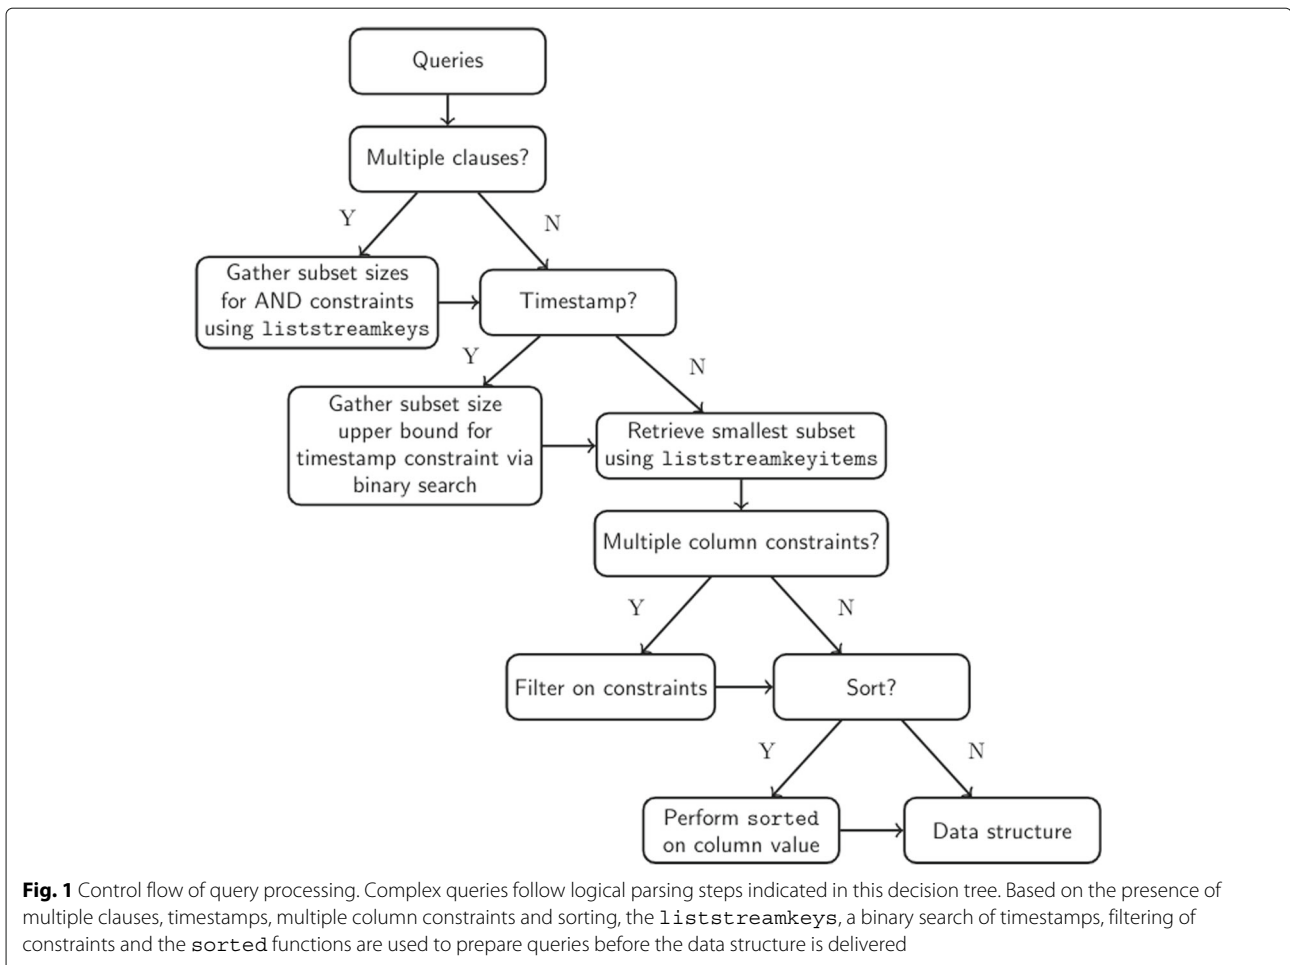 Queries
Multiple clauses?
Y
N
Gather subset sizes
for AND constraints
using liststreamkeys
Timestamp?
Y
N
Gather subset size
upper bound for
timestamp constraint via
binary search
Retrieve smallest subset
using liststreamkeyitems
Multiple column constraints?
Y
N
Filter on constraints
Sort?
Y
N
Perform sorted
on column value
Data structure
Fig. 1 Control flow of query processing. Complex queries follow logical parsing steps indicated in this decision tree. Based on the presence of
multiple clauses, timestamps, multiple column constraints and sorting, the liststreamkeys, a binary search of timestamps, filtering of
constraints and the sorted functions are used to prepare queries before the data structure is delivered